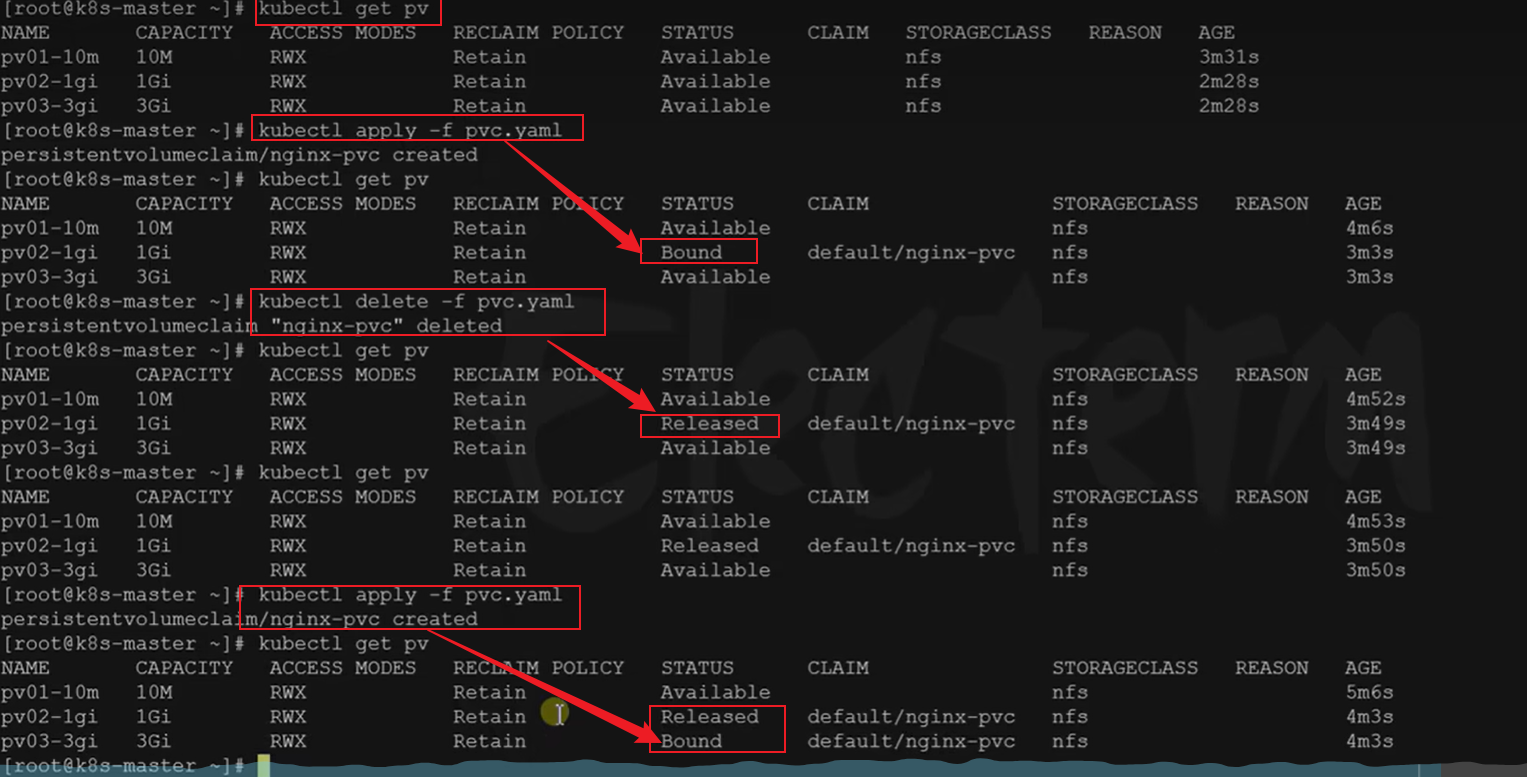 [root@k8s-master ~]# kubectl get pv
NAME CAPACITY ACCESS MODES RECLAIM POLICY STATUS CLAIM STORAGECLASS REASON AGE
pv01-10m 10M RWX Retain Available nfs 3m31s
pv02-1gi 1Gi RWX Retain Available nfs 2m28s
pv03-3gi 3Gi RWX Retain Available nfs 2m28s
[root@k8s-master ~]# kubectl apply -f pvc.yaml
persistentvolumeclaim/nginx-pvc created
[root@k8s-master ~]# kubectl get pv
NAME CAPACITY ACCESS MODES RECLAIM POLICY STATUS CLAIM STORAGECLASS REASON AGE
pv01-10m 10M RWX Retain Available nfs 4m6s
pv02-1gi 1Gi RWX Retain Bound default/nginx-pvc nfs 3m3s
pv03-3gi 3Gi RWX Retain Available nfs 3m3s
[root@k8s-master ~]# kubectl delete -f pvc.yaml
persistentvolumeclaim "nginx-pvc" deleted
[root@k8s-master ~]# kubectl get pv
NAME CAPACITY ACCESS MODES RECLAIM POLICY STATUS CLAIM STORAGECLASS REASON AGE
pv01-10m 10M RWX Retain Available nfs 4m52s
pv02-1gi 1Gi RWX Retain Released default/nginx-pvc nfs 3m49s
pv03-3gi 3Gi RWX Retain Available nfs 3m49s
[root@k8s-master ~]# kubectl get pv
NAME CAPACITY ACCESS MODES RECLAIM POLICY STATUS CLAIM STORAGECLASS REASON AGE
pv01-10m 10M RWX Retain Available nfs 4m53s
pv02-1gi 1Gi RWX Retain Released default/nginx-pvc nfs 3m50s
pv03-3gi 3Gi RWX Retain Available nfs 3m50s
[root@k8s-master ~]# kubectl apply -f pvc.yaml
persistentvolumeclaim/nginx-pvc created
[root@k8s-master ~]# kubectl get pv
NAME CAPACITY ACCESS MODES RECLAIM POLICY STATUS CLAIM STORAGECLASS REASON AGE
pv01-10m 10M RWX Retain Available nfs 5m6s
pv02-1gi 1Gi RWX Retain Released default/nginx-pvc nfs 4m3s
pv03-3gi 3Gi RWX Retain Bound default/nginx-pvc nfs 4m3s
[root@k8s-master ~]#
Electerm